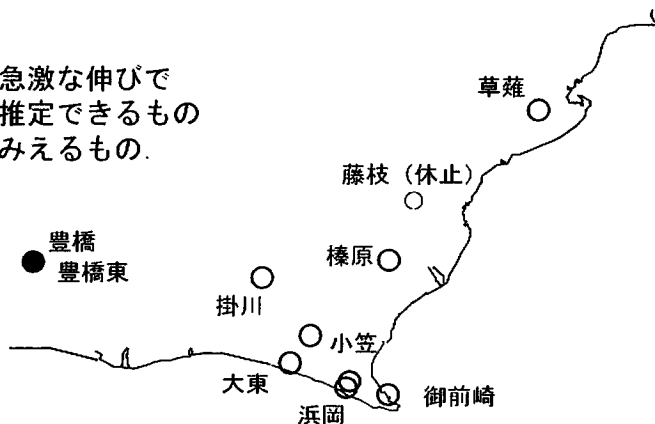 急激な伸びで
推定できるもの
みえるもの.
草薙
藤枝（休止）
榛原
豊橋
豊橋東
掛川
小笠
大東
浜岡
御前崎